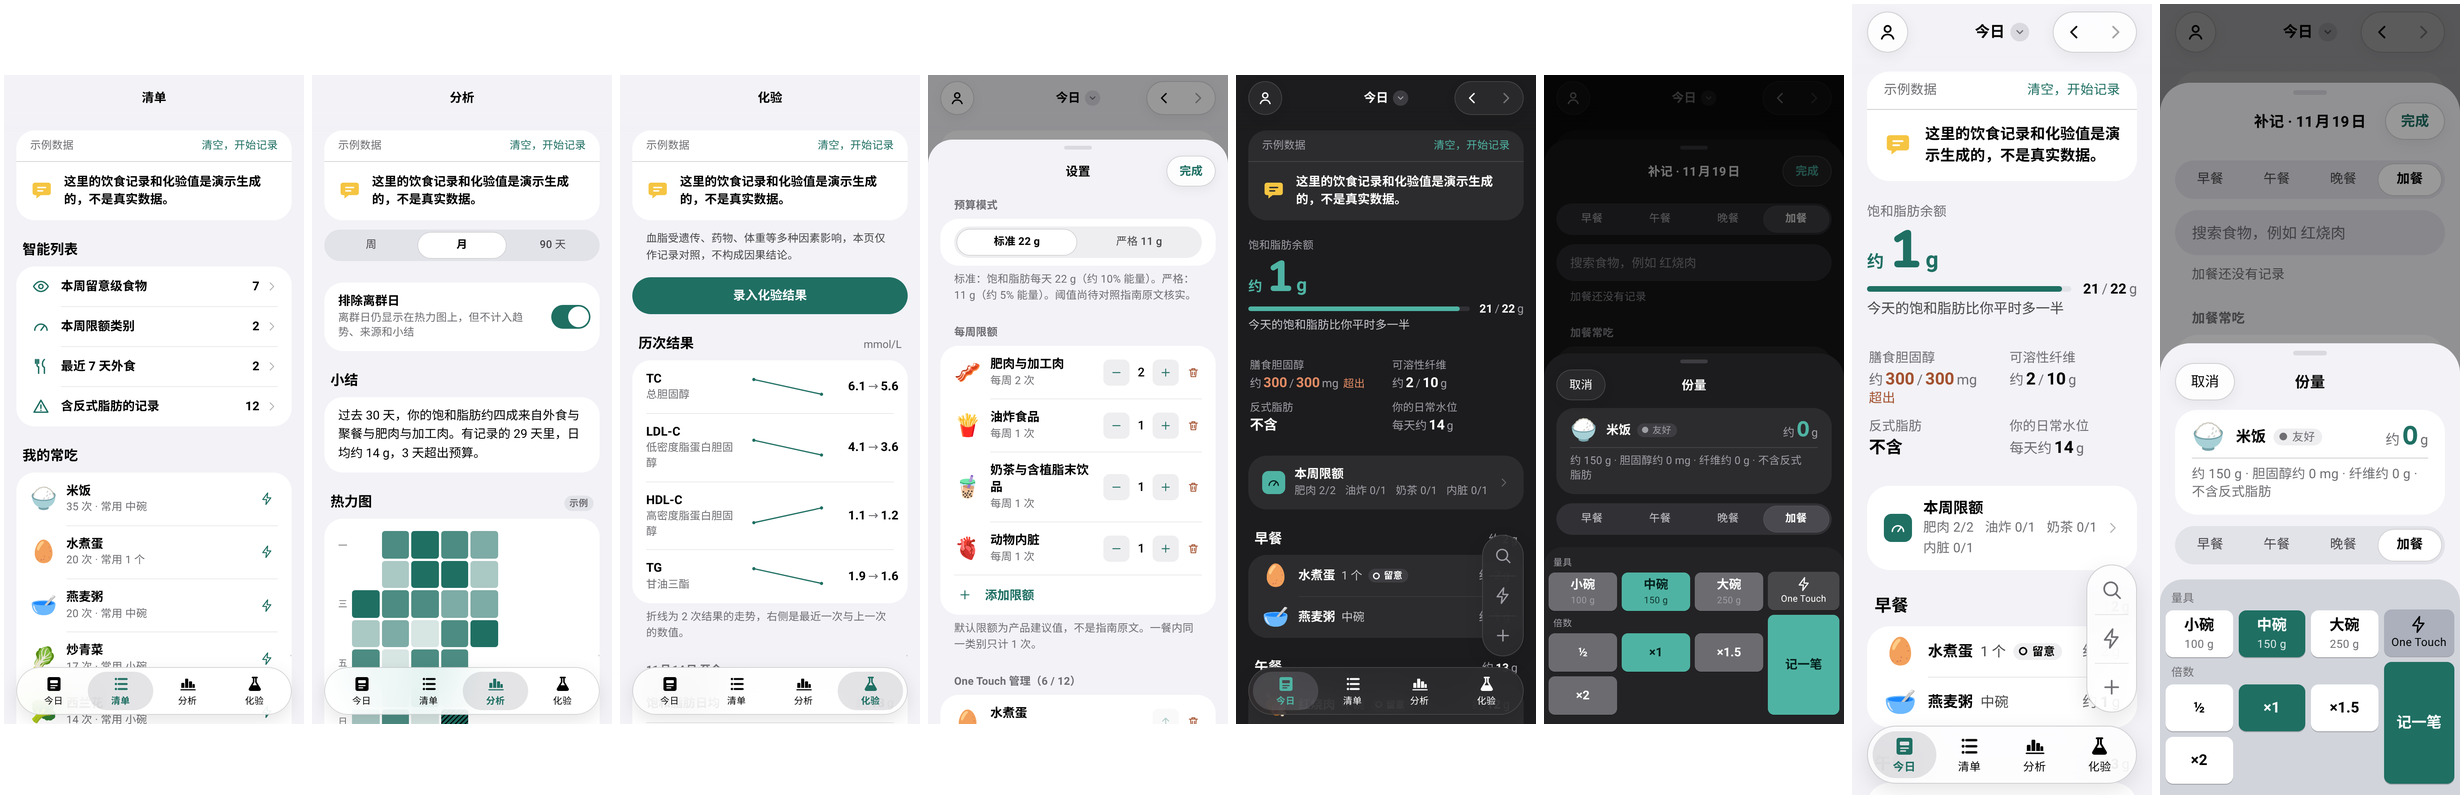 清单
示例数据 清空，开始记录
这里的饮食记录和化验值是演示生成
的，不是真实数据。
智能列表
本周留意级食物 7
本周限额类别 2
最近 7 天外食 2
含反式脂肪的记录 12
我的常吃
米饭
35 次 · 常用 中碗
水煮蛋
20 次 · 常用 1 个
燕麦粥
20 次 · 常用 中碗
炒青菜
17 次 · 常用 小碗
14 次 · 常用 小碗
今日 清单 分析 化验
分析
示例数据 清空，开始记录
这里的饮食记录和化验值是演示生成
的，不是真实数据。
周 月 90 天
排除离群日
离群日仍显示在热力图上，但不计入趋
势、来源和小结
小结
过去 30 天，你的饱和脂肪约四成来自外食与
聚餐与肥肉与加工肉。有记录的 29 天里，日
均约 14 g，3 天超出预算。
热力图 示例
一
三
五
日
今日 清单 分析 化验
化验
示例数据 清空，开始记录
这里的饮食记录和化验值是演示生成
的，不是真实数据。
血脂受遗传、药物、体重等多种因素影响，本页仅
作记录对照，不构成因果结论。
录入化验结果
历次结果 mmol/L
TC
总胆固醇
6.1→5.6
LDL-C
低密度脂蛋白胆固
醇
4.1→3.6
HDL-C
高密度脂蛋白胆固
醇
1.1→1.2
TG
甘油三酯
1.9→1.6
折线为 2 次结果的走势，右侧是最近一次与上一次
的数值。
今日 清单 分析 化验
今日
设置 完成
预算模式
标准 22 g 严格 11 g
标准：饱和脂肪每天 22 g（约 10% 能量）。严格：
11 g（约 5% 能量）。阈值尚待对照指南原文核实。
每周限额
肥肉与加工肉
每周 2 次
− 2 +
油炸食品
每周 1 次
− 1 +
奶茶与含植脂末饮
品
每周 1 次
− 1 +
动物内脏
每周 1 次
− 1 +
+ 添加限额
默认限额为产品建议值，不是指南原文。一餐内同
一类别只计 1 次。
One Touch 管理（6 / 12）
水煮蛋
今日
示例数据 清空，开始记录
这里的饮食记录和化验值是演示生成
的，不是真实数据。
饱和脂肪余额
约 1 g
21 / 22 g
今天的饱和脂肪比你平时多一半
膳食胆固醇 可溶性纤维
约 300 / 300 mg 超出 约 2 / 10 g
反式脂肪 你的日常水位
不含 每天约 14 g
本周限额
肥肉 2/2 油炸 0/1 奶茶 0/1 内脏 0/1
早餐
水煮蛋 1 个 留意
燕麦粥 中碗
午餐
今日 清单 分析 化验
今日
补记 · 11月19日 完成
早餐 午餐 晚餐 加餐
搜索食物，例如 红烧肉
加餐还没有记录
加餐常吃
取消 份量
米饭 友好 约 0 g
约 150 g · 胆固醇约 0 mg · 纤维约 0 g · 不含反式
脂肪
早餐 午餐 晚餐 加餐
量具
小碗 中碗 大碗
100 g 150 g 250 g One Touch
倍数
½ ×1 ×1.5 记一笔
×2
今日
示例数据 清空，开始记录
这里的饮食记录和化验值是演
示生成的，不是真实数据。
饱和脂肪余额
约 1 g
21 / 22 g
今天的饱和脂肪比你平时多一半
膳食胆固醇 可溶性纤维
约 300 / 300 mg 约 2 / 10 g
超出
反式脂肪 你的日常水位
不含 每天约 14 g
本周限额
肥肉 2/2 油炸 0/1 奶茶 0/1
内脏 0/1
早餐
水煮蛋 1 个 留意
燕麦粥 中碗
今日 清单 分析 化验
今日
补记 · 11月19日 完成
早餐 午餐 晚餐 加餐
搜索食物，例如 红烧肉
加餐还没有记录
加餐常吃
取消 份量
米饭 友好 约 0 g
约 150 g · 胆固醇约 0 mg · 纤维约 0 g ·
不含反式脂肪
早餐 午餐 晚餐 加餐
量具
小碗 中碗 大碗
100 g 150 g 250 g One Touch
倍数
½ ×1 ×1.5 记一笔
×2